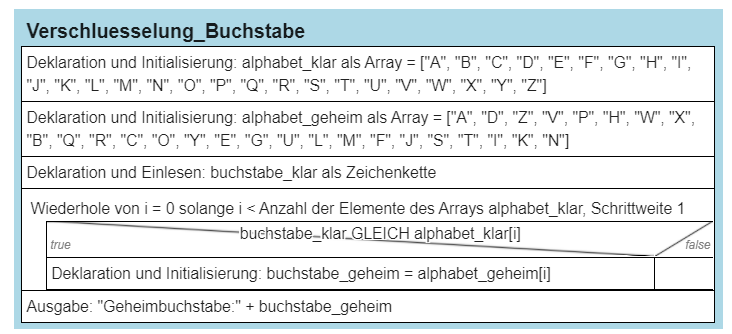 Verschluesselung_Buchstabe
Deklaration und Initialisierung: alphabet_klar als Array = ["A", "B", "C", "D", "E", "F", "G", "H", "I",
"J", "K", "L", "M", "N", "O", "P", "Q", "R", "S", "T", "U", "V", "W", "X", "Y", "Z"]
Deklaration und Initialisierung: alphabet_geheim als Array = ["A", "D", "Z", "V", "P", "H", "W", "X",
"B", "Q", "R", "C", "O", "Y", "E", "G", "U", "L", "M", "F", "J", "S", "T", "I", "K", "N"]
Deklaration und Einlesen: buchstabe_klar als Zeichenkette
Wiederhole von i = 0 solange i < Anzahl der Elemente des Arrays alphabet_klar, Schrittweite 1
buchstabe_klar GLEICH alphabet_klar[i]
true false
Deklaration und Initialisierung: buchstabe_geheim = alphabet_geheim[i]
Ausgabe: "Geheimbuchstabe:" + buchstabe_geheim